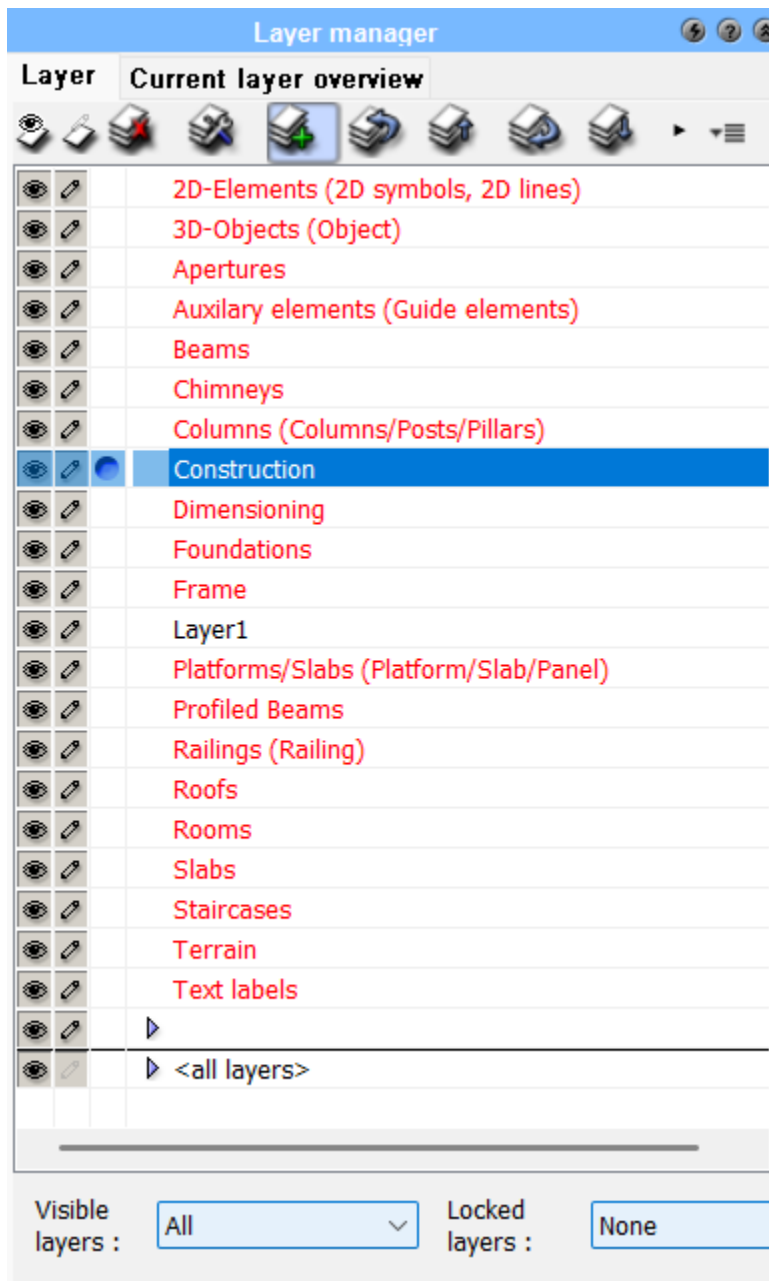 Layer manager
Layer Current layer overview
2D-Elements (2D symbols, 2D lines)
3D-Objects (Object)
Apertures
Auxilary elements (Guide elements)
Beams
Chimneys
Columns (Columns/Posts/Pillars)
Construction
Dimensioning
Foundations
Frame
Layer1
Platforms/Slabs (Platform/Slab/Panel)
Profiled Beams
Railings (Railing)
Roofs
Rooms
Slabs
Staircases
Terrain
Text labels
<all layers>
Visible layers : All Locked layers : None